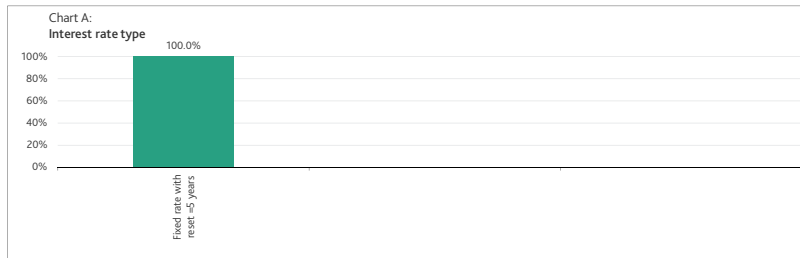 Chart A:
Interest rate type
100.0%
100%
80%
60%
40%
20%
0%
Fixed rate with
reset =5 years